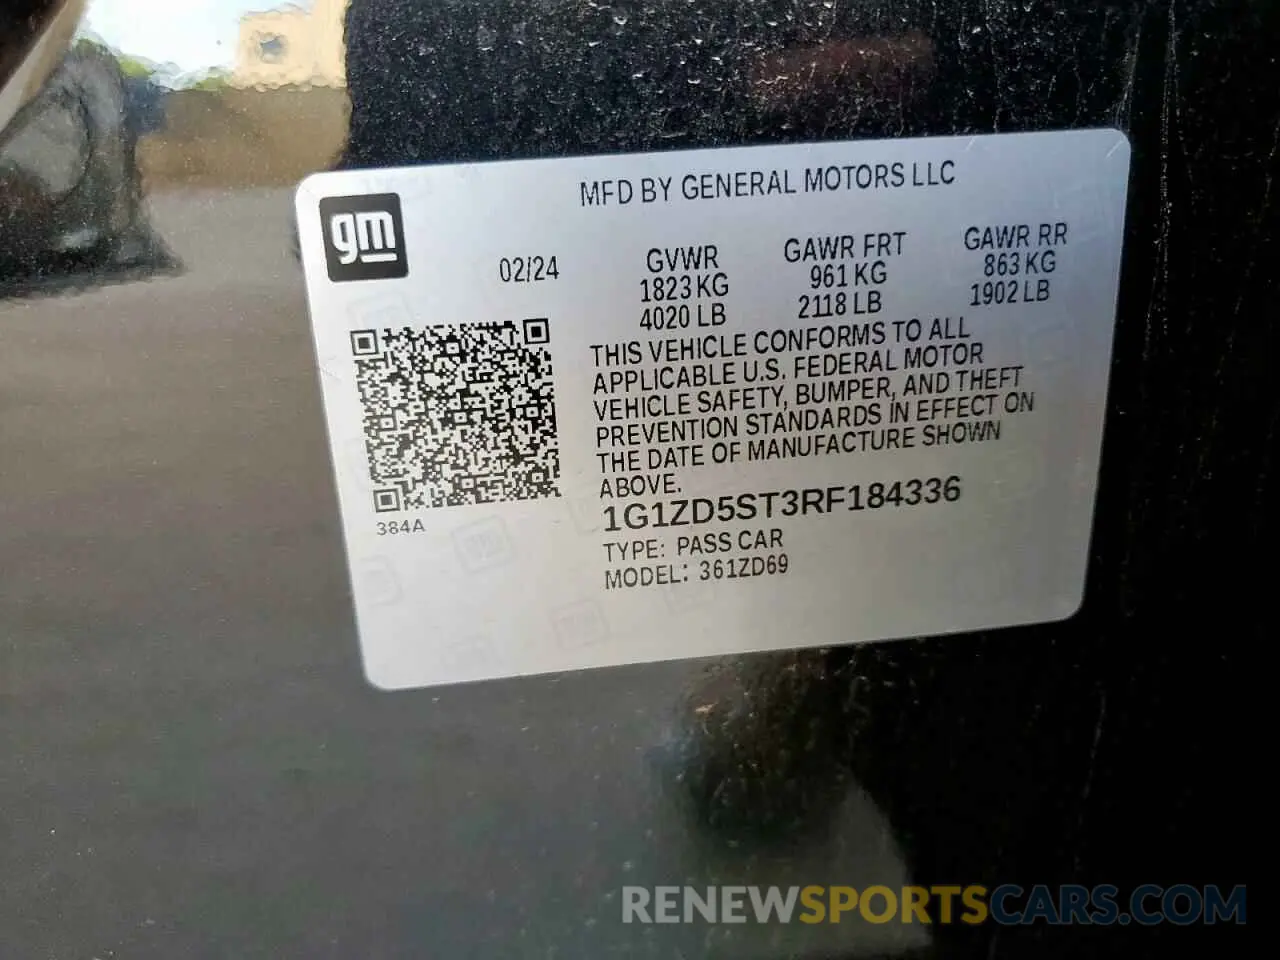 MFD BY GENERAL MOTORS LLC
gm
02/24
GVWR
1823 KG
4020 LB
GAWR FRT
961 KG
2118 LB
GAWR RR
863 KG
1902 LB
THIS VEHICLE CONFORMS TO ALL
APPLICABLE U.S. FEDERAL MOTOR
VEHICLE SAFETY, BUMPER, AND THEFT
PREVENTION STANDARDS IN EFFECT ON
THE DATE OF MANUFACTURE SHOWN
ABOVE.
384A
1G1ZD5ST3RF184336
TYPE: PASS CAR
MODEL: 361ZD69
RENEWSPORTSCARS.COM